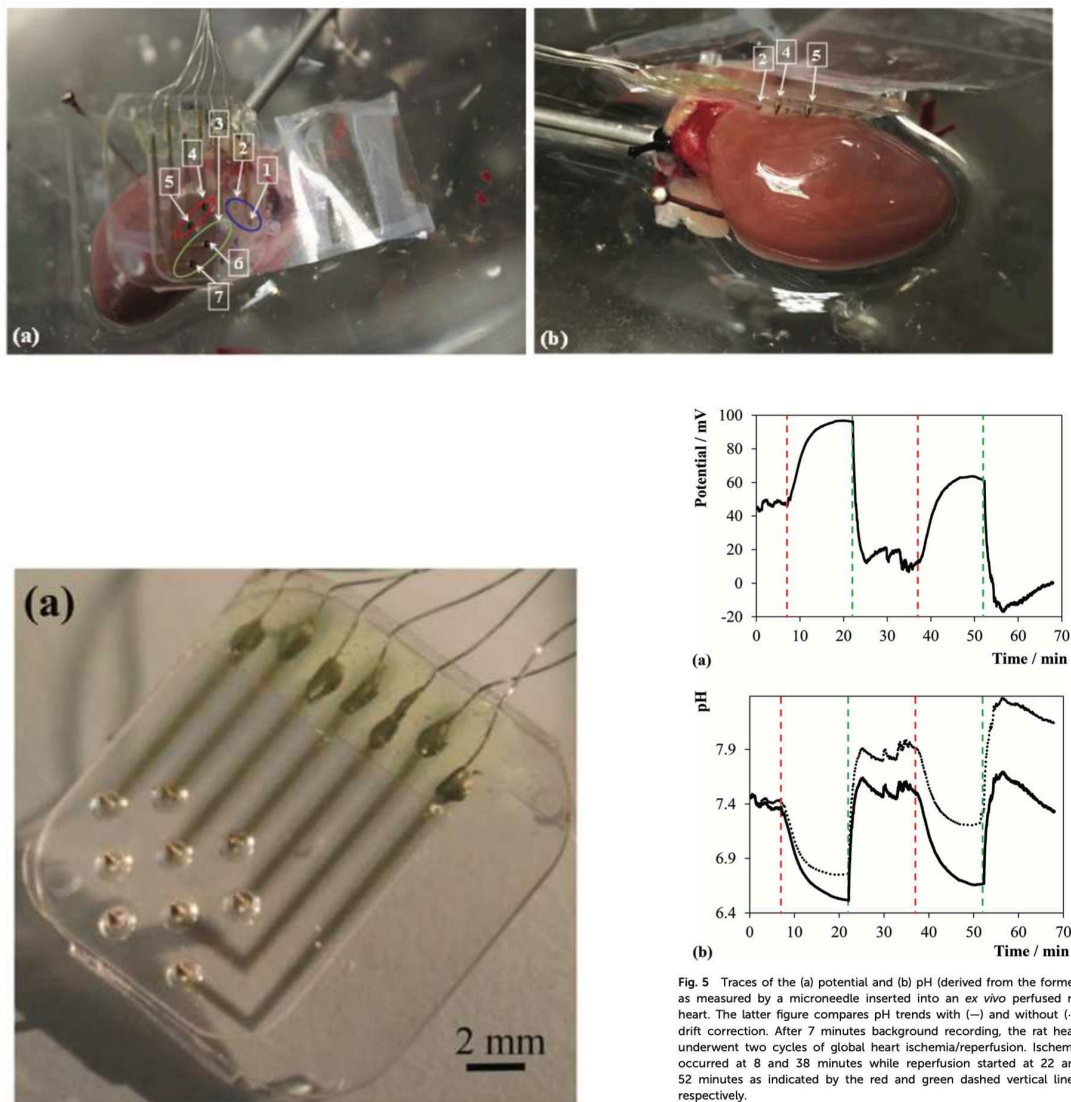 3
2
1
4
5
6
7
(a)
2
4
5
(b)
(a)
2 mm
100
80
60
40
20
0
-20
Potential / mV
0 10 20 30 40 50 60 70
(a)
Time / min
pH
7.9
7.4
6.9
6.4
0 10 20 30 40 50 60 70
(b)
Time / min
Fig. 5 Traces of the (a) potential and (b) pH (derived from the forme
as measured by a microneedle inserted into an ex vivo perfused r
heart. The latter figure compares pH trends with (—) and without (·
drift correction. After 7 minutes background recording, the rat hea
underwent two cycles of global heart ischemia/reperfusion. Ischem
occurred at 8 and 38 minutes while reperfusion started at 22 ar
52 minutes as indicated by the red and green dashed vertical line
respectively.